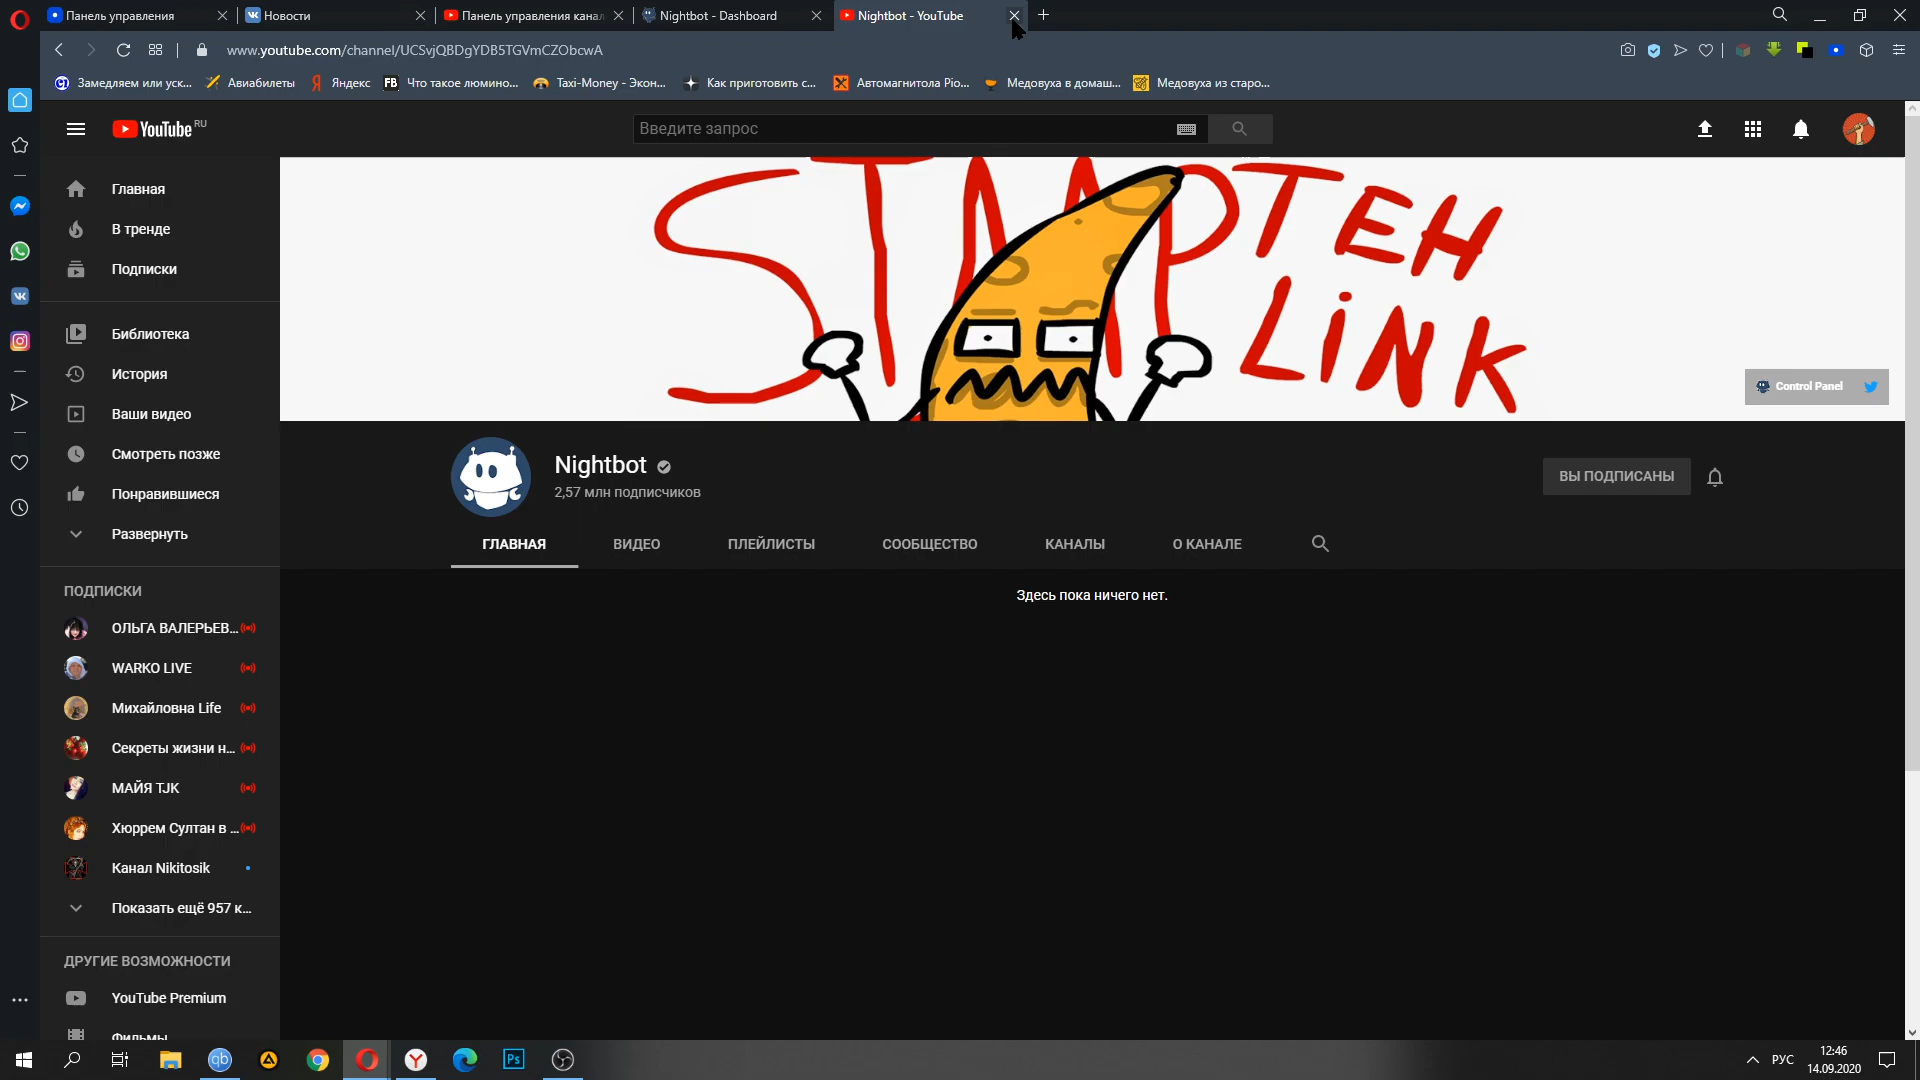 Панель управления
Новости
Панель управления канал
Nightbot - Dashboard
Nightbot - YouTube
www.youtube.com/channel/UCSvjQBDgYDB5TGVmCZObcwA
Замедляем или уск...
Авиабилеты
Яндекс
FB Что такое люмино...
Taxi-Money - Экон...
Как приготовить с...
Автомагнитола Pio...
Медовуха в домаш...
Медовуха из старо...
YouTube RU
Введите запрос
Главная
В тренде
Подписки
Библиотека
История
Ваши видео
Смотреть позже
Понравившиеся
Развернуть
ПОДПИСКИ
ОЛЬГА ВАЛЕРЬЕВ...
WARKO LIVE
Михайловна Life
Секреты жизни н...
МАЙЯ TJK
Хюррем Султан в ...
Канал Nikitosik
Показать ещё 957 к...
ДРУГИЕ ВОЗМОЖНОСТИ
YouTube Premium
Фильмы
LiNK
Control Panel
Nightbot
2,57 млн подписчиков
ВЫ ПОДПИСАНЫ
ГЛАВНАЯ
ВИДЕО
ПЛЕЙЛИСТЫ
СООБЩЕСТВО
КАНАЛЫ
О КАНАЛЕ
Здесь пока ничего нет.
qb
Ps
РУС
12:46
14.09.2020